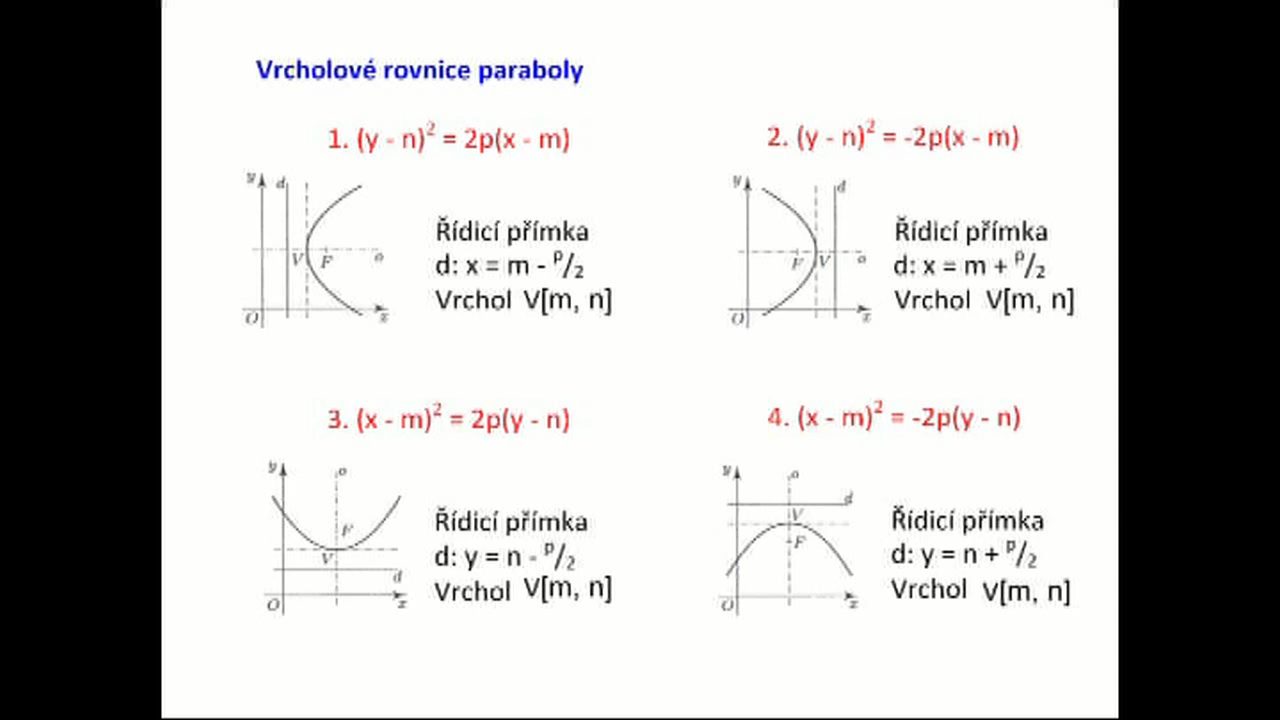 Vrcholové rovnice paraboly
1. (y - n)² = 2p(x - m)
y d
V F o
O x
Řídicí přímka
d: x = m - ᵖ/₂
Vrchol V[m, n]
2. (y - n)² = -2p(x - m)
y d
F V o
O x
Řídicí přímka
d: x = m + ᵖ/₂
Vrchol V[m, n]
3. (x - m)² = 2p(y - n)
y o
F
V
d
O x
Řídicí přímka
d: y = n - ᵖ/₂
Vrchol V[m, n]
4. (x - m)² = -2p(y - n)
y o
d
V
F
O x
Řídicí přímka
d: y = n + ᵖ/₂
Vrchol V[m, n]